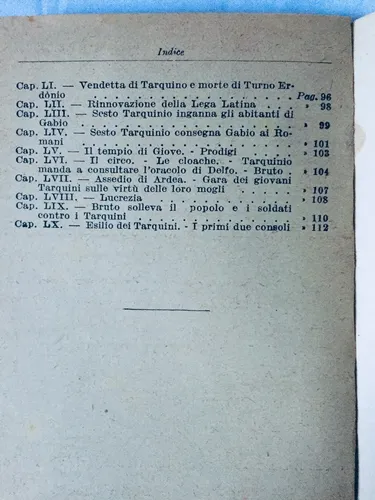 Indice
Cap. LI. — Vendetta di Tarquino e morte di Turno Er-
dónio . . . . . . . . . . . . . . Pag. 96
Cap. LII. — Rinnovazione della Lega Latina . . . » 98
Cap. LIII. — Sesto Tarquinio inganna gli abitanti di
Gabio . . . . . . . . . . . . . . » 99
Cap. LIV. — Sesto Tarquinio consegna Gabio ai Ro-
mani . . . . . . . . . . . . . . » 101
Cap. LV. — Il tempio di Giove. - Prodigi . . . . » 103
Cap. LVI. — Il circo. - Le cloache. - Tarquinio
manda a consultare l'oracolo di Delfo. - Bruto . » 104
Cap. LVII. — Assedio di Ardea. - Gara dei giovani
Tarquini sulle virtù delle loro mogli . . . . » 107
Cap. LVIII. — Lucrezia . . . . . . . . . » 108
Cap. LIX. — Bruto solleva il popolo e i soldati
contro i Tarquini . . . . . . . . . . » 110
Cap. LX. — Esilio dei Tarquini. - I primi due consoli » 112